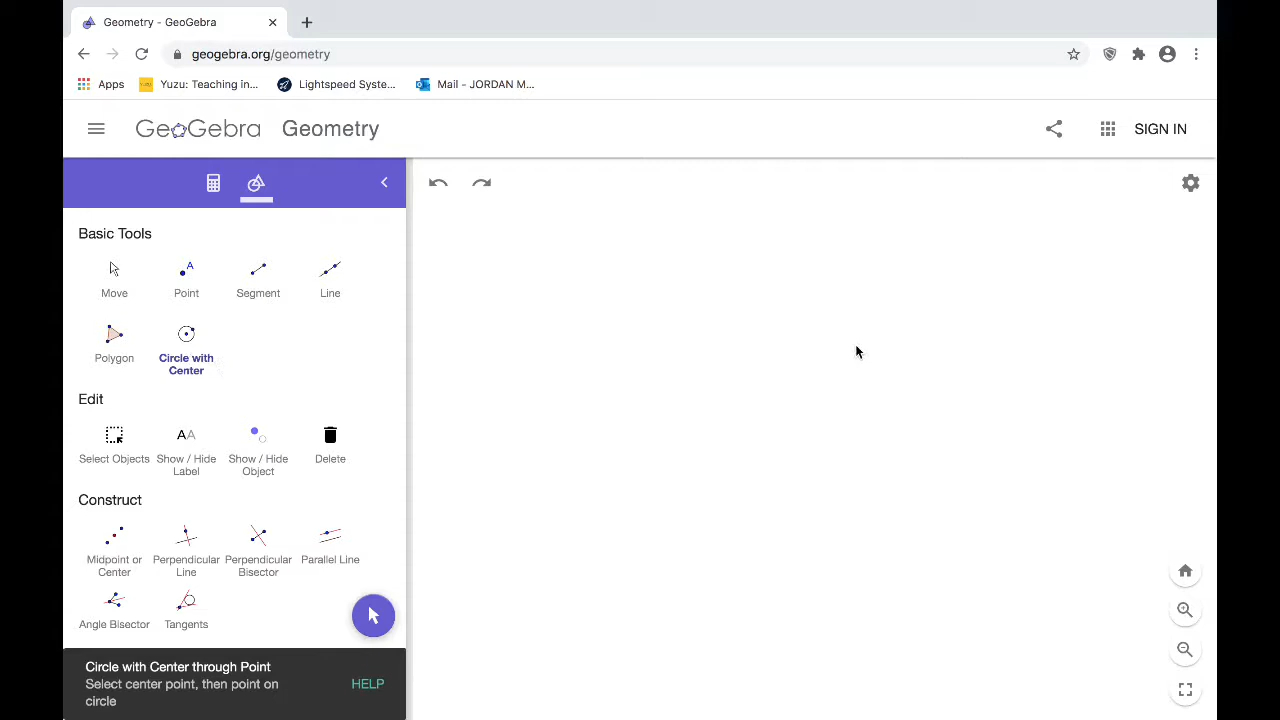 Geometry - GeoGebra
geogebra.org/geometry
Apps
YUZU
Yuzu: Teaching in...
Lightspeed Syste...
Mail - JORDAN M...
GeoGebra
Geometry
SIGN IN
Basic Tools
Move
A
Point
Segment
Line
Polygon
Circle with
Center
Edit
Select Objects
AA
Show / Hide
Label
Show / Hide
Object
Delete
Construct
Midpoint or
Center
Perpendicular
Line
Perpendicular
Bisector
Parallel Line
Angle Bisector
Tangents
Circle with Center through Point
Select center point, then point on
circle
HELP